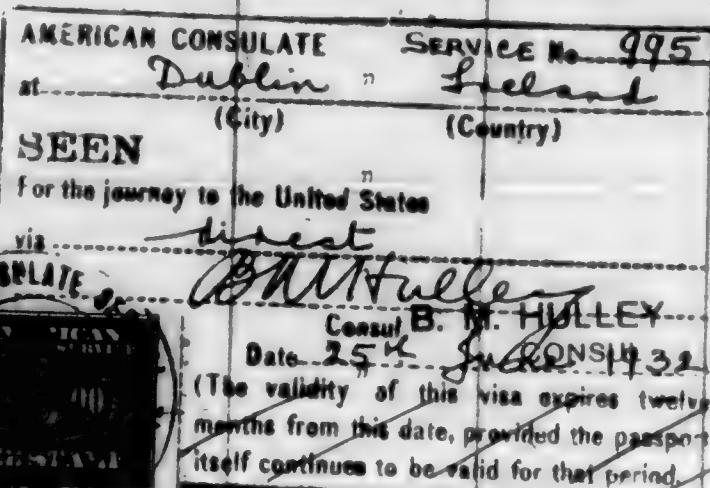 AMERICAN CONSULATE SERVICE No. 995
at Dublin " Ireland
(City) (Country)
SEEN
For the journey to the United States
via direct
B M Hulley
Consul B. M. HULLEY
Date 25th 193
(The validity of this visa expires twelve
months from this date, provided the passport
itself continues to be valid for that period.